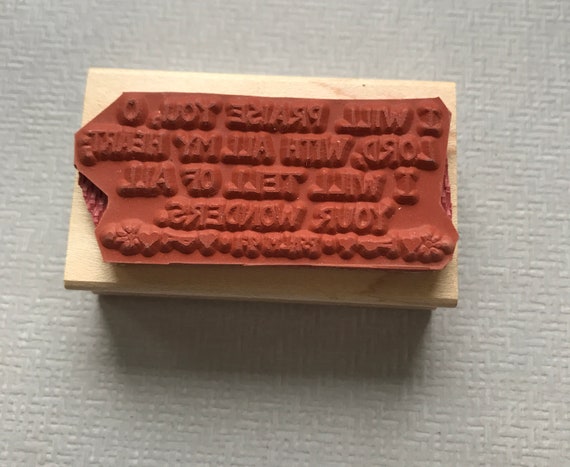 I WILL PRAISE YOU, O
LORD, WITH ALL MY HEART,
I WILL TELL OF ALL
YOUR WONDERS.
PSALM 9:1